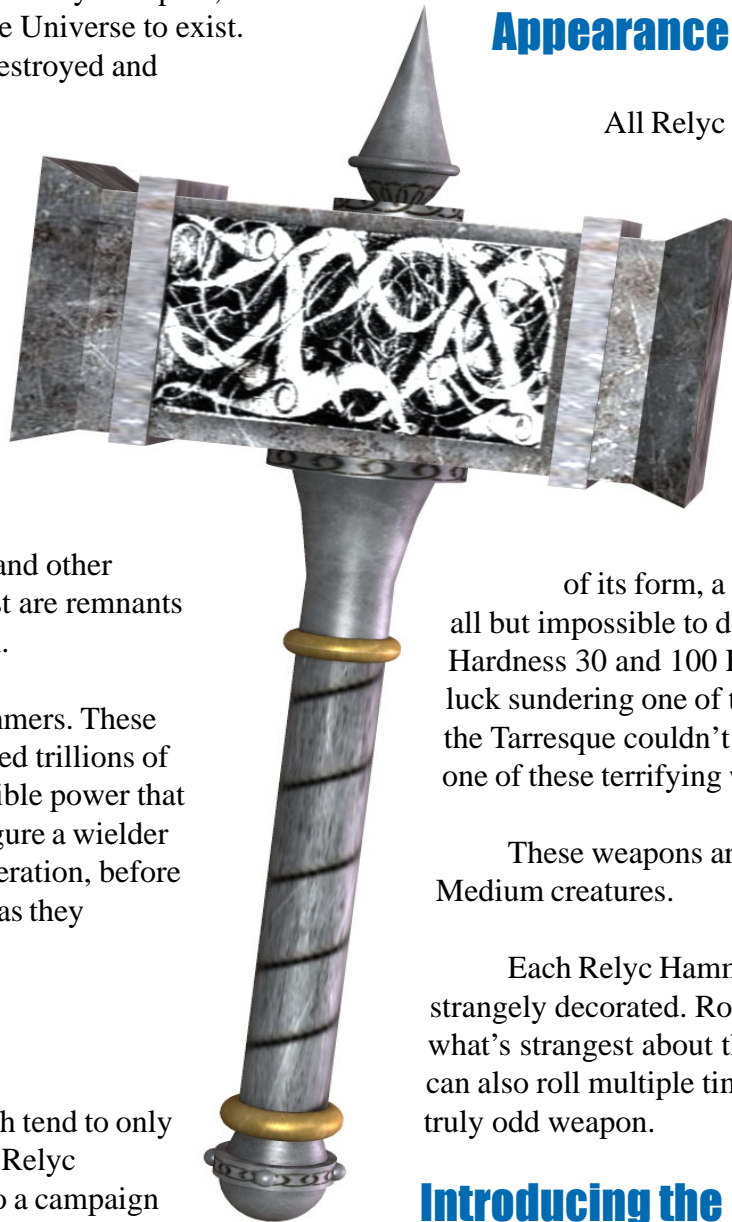 e Universe to exist.
estroyed and
and other
st are remnants
mers. These
ed trillions of
ible power that
gure a wielder
eration, before
as they
h tend to only
Relyc
o a campaign
Appearance
All Relyc
of its form, a
all but impossible to d
Hardness 30 and 100
luck sundering one of t
the Tarresque couldn’t
one of these terrifying
These weapons ar
Medium creatures.
Each Relyc Hamm
strangely decorated. Ro
what’s strangest about th
can also roll multiple tim
truly odd weapon.
Introducing the